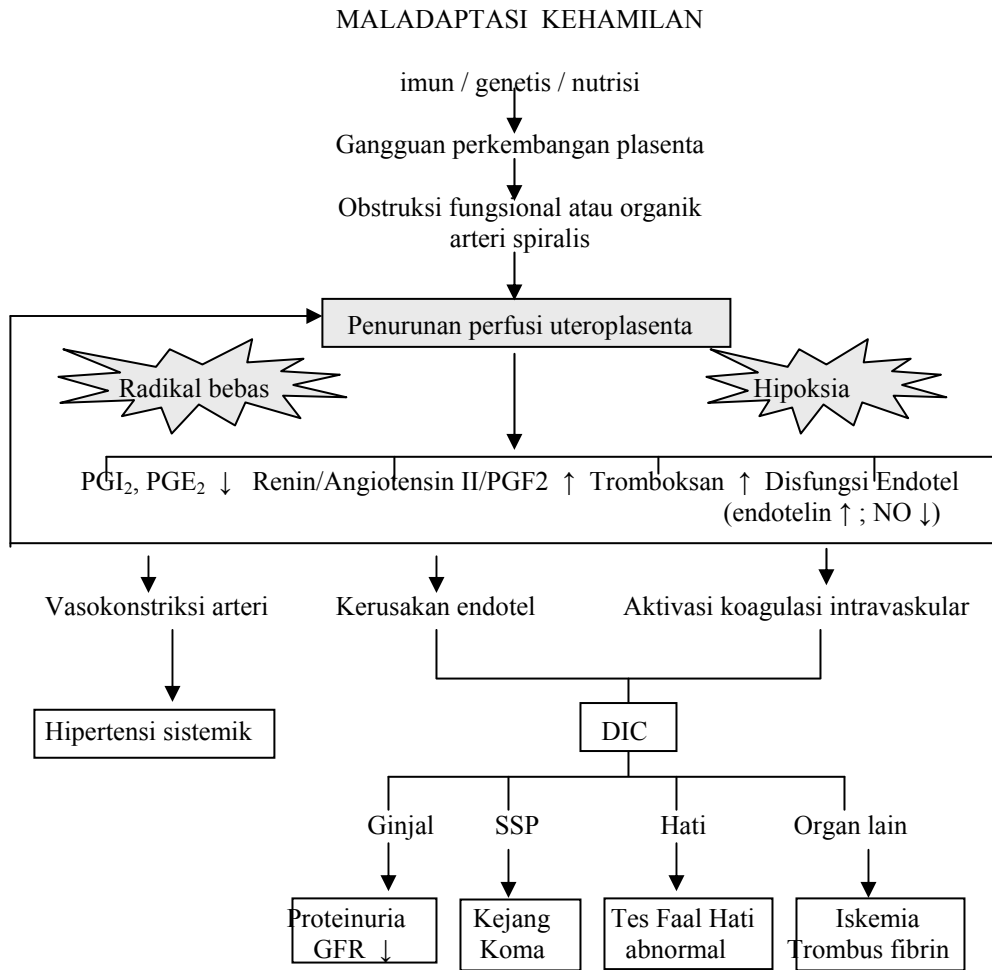 MALADAPTASI KEHAMILAN
imun / genetis / nutrisi
Gangguan perkembangan plasenta
Obstruksi fungsional atau organik
arteri spiralis
Penurunan perfusi uteroplasenta
Radikal bebas
Hipoksia
PGI₂, PGE₂ ↓ Renin/Angiotensin II/PGF2 ↑ Tromboksan ↑ Disfungsi Endotel
(endotelin ↑ ; NO ↓)
Vasokonstriksi arteri
Kerusakan endotel
Aktivasi koagulasi intravaskular
Hipertensi sistemik
DIC
Ginjal
SSP
Hati
Organ lain
Proteinuria
GFR ↓
Kejang
Koma
Tes Faal Hati
abnormal
Iskemia
Trombus fibrin